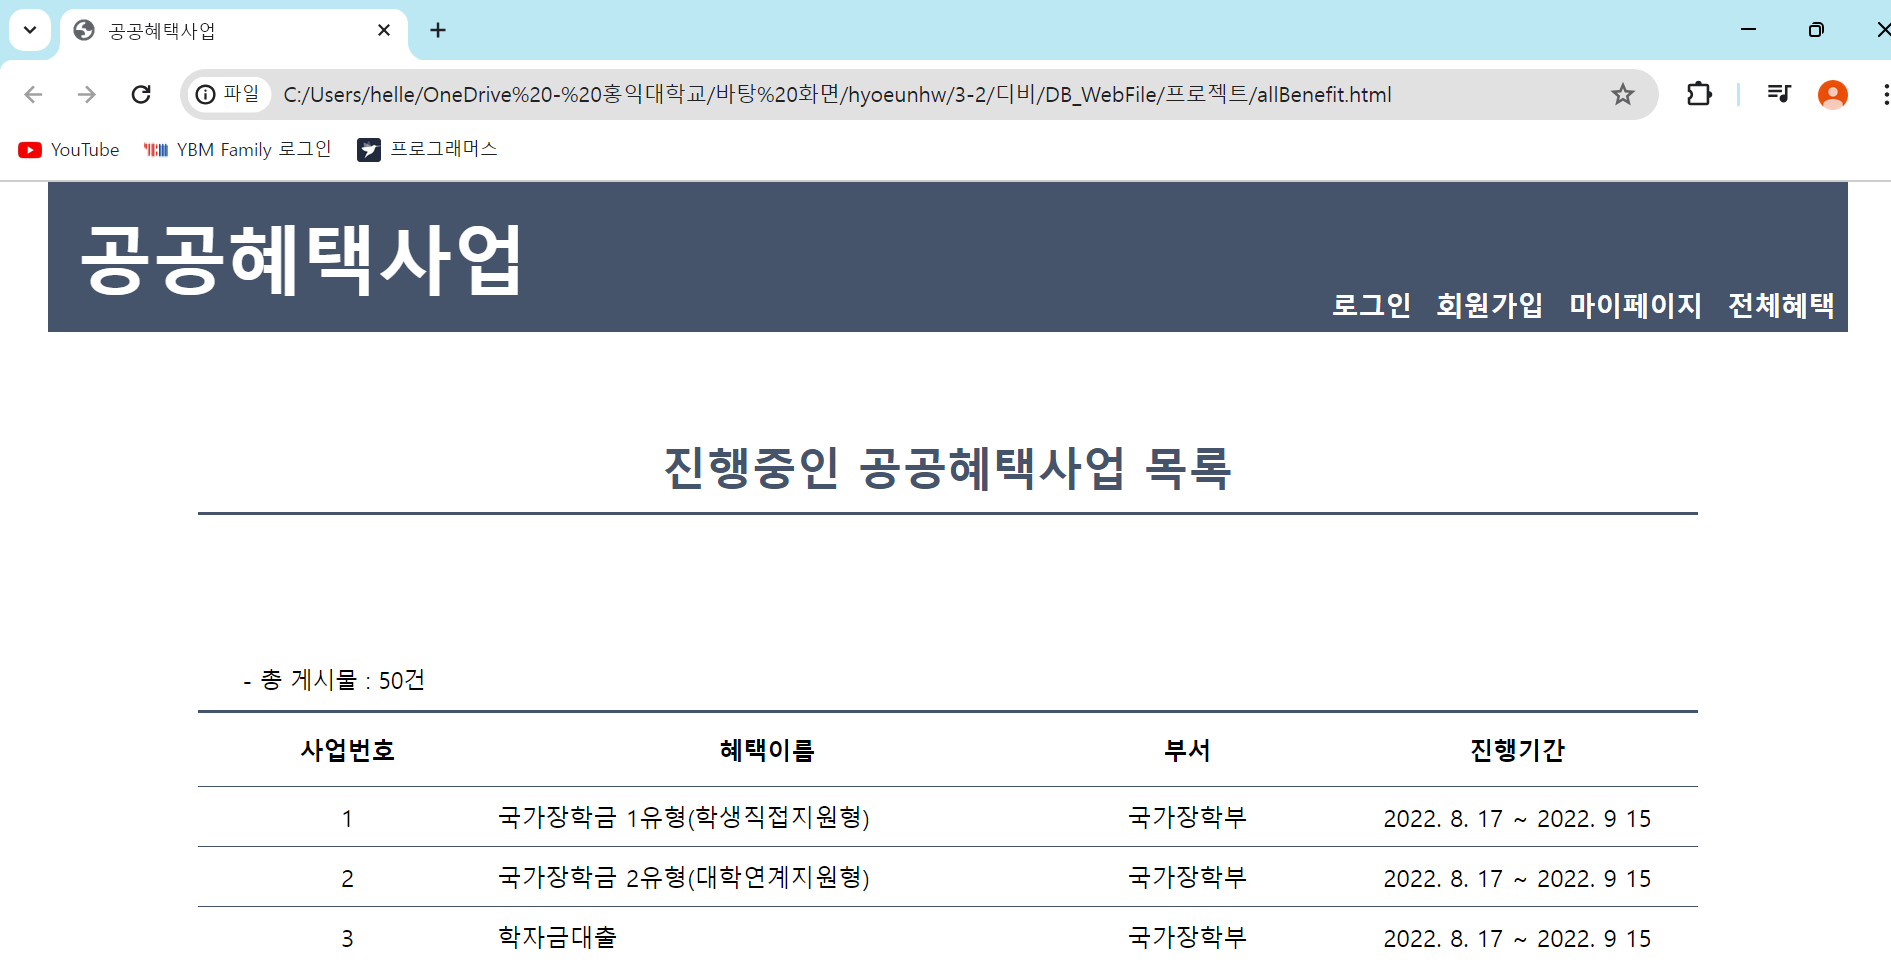 공공혜택사업
파일 C:/Users/helle/OneDrive%20-%20홍익대학교/바탕%20화면/hyoeunhw/3-2/디비/DB_WebFile/프로젝트/allBenefit.html
YouTube YBM Family 로그인 프로그래머스
공공혜택사업
로그인 회원가입 마이페이지 전체혜택
진행중인 공공혜택사업 목록
- 총 게시물 : 50건
사업번호 혜택이름 부서 진행기간
1 국가장학금 1유형(학생직접지원형) 국가장학부 2022. 8. 17 ~ 2022. 9 15
2 국가장학금 2유형(대학연계지원형) 국가장학부 2022. 8. 17 ~ 2022. 9 15
3 학자금대출 국가장학부 2022. 8. 17 ~ 2022. 9 15